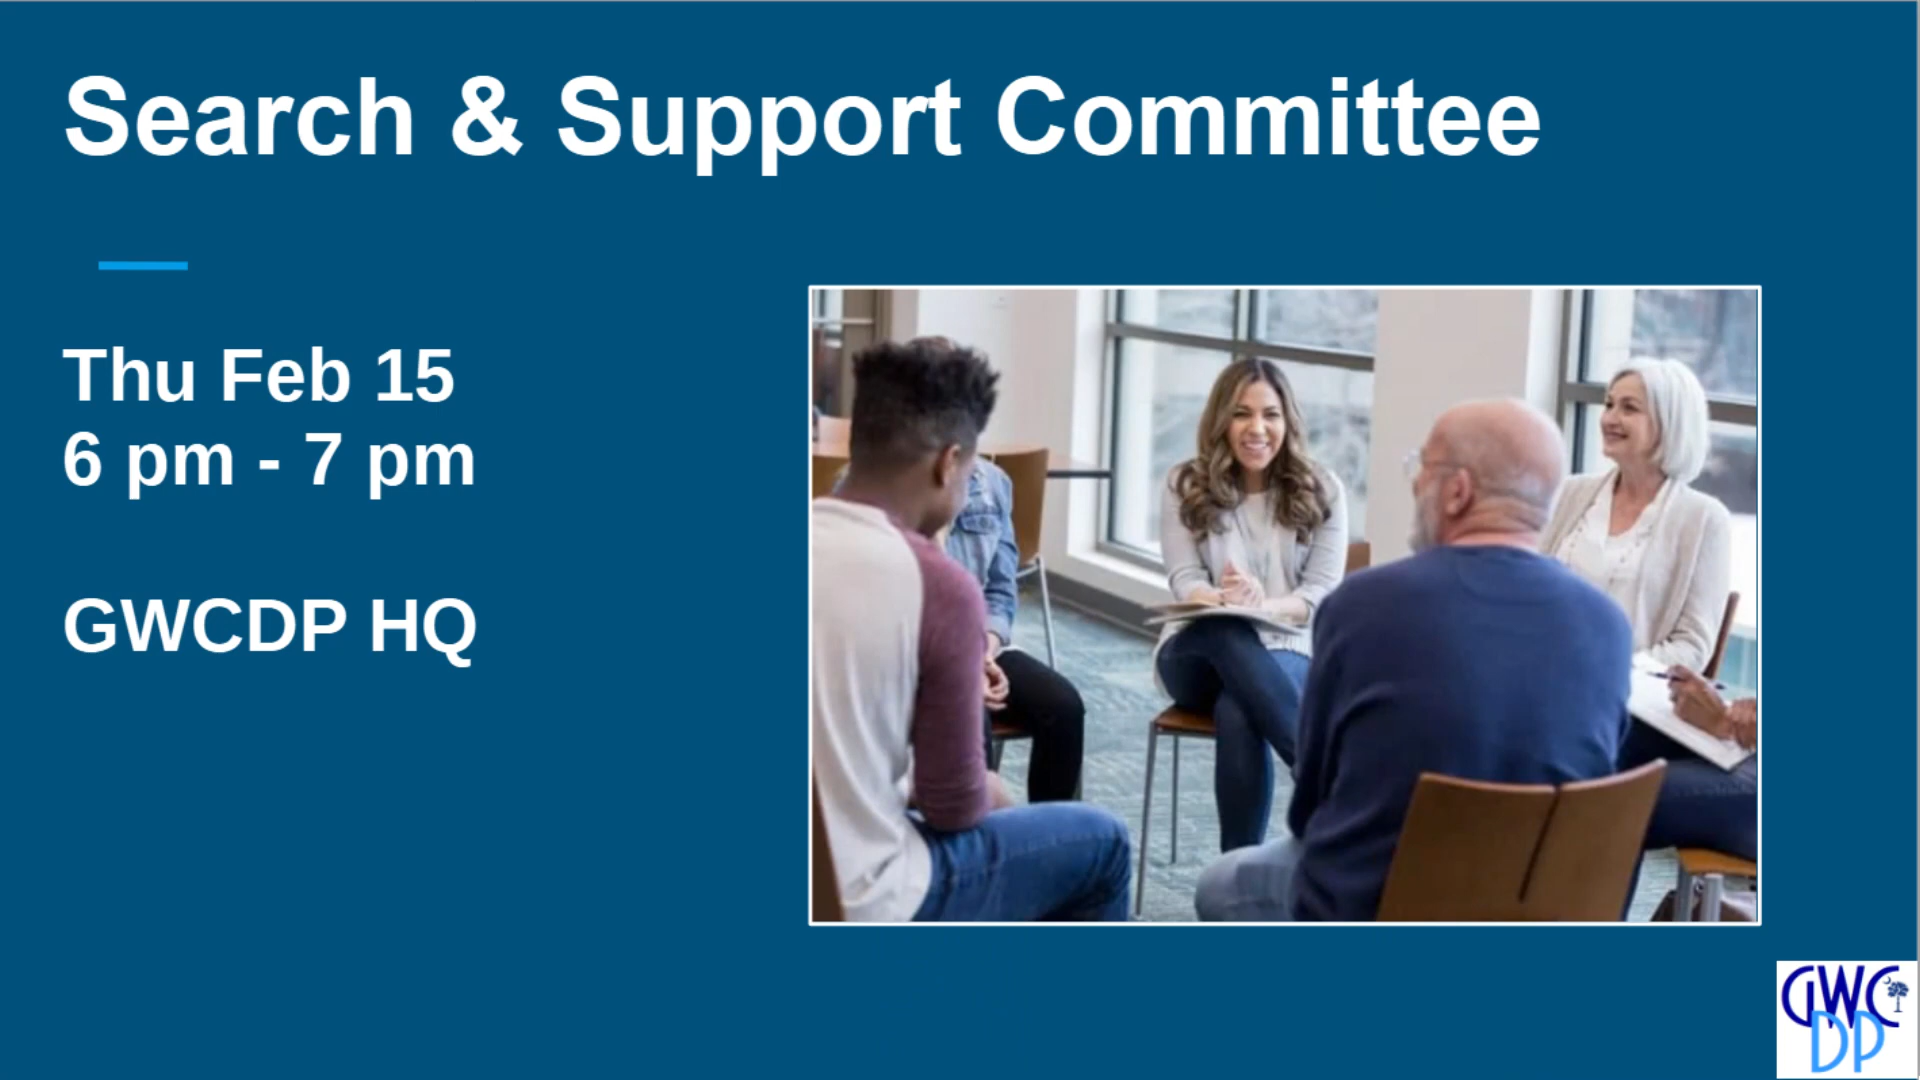 Search & Support Committee
Thu Feb 15
6 pm - 7 pm
GWCDP HQ
GWC
DP